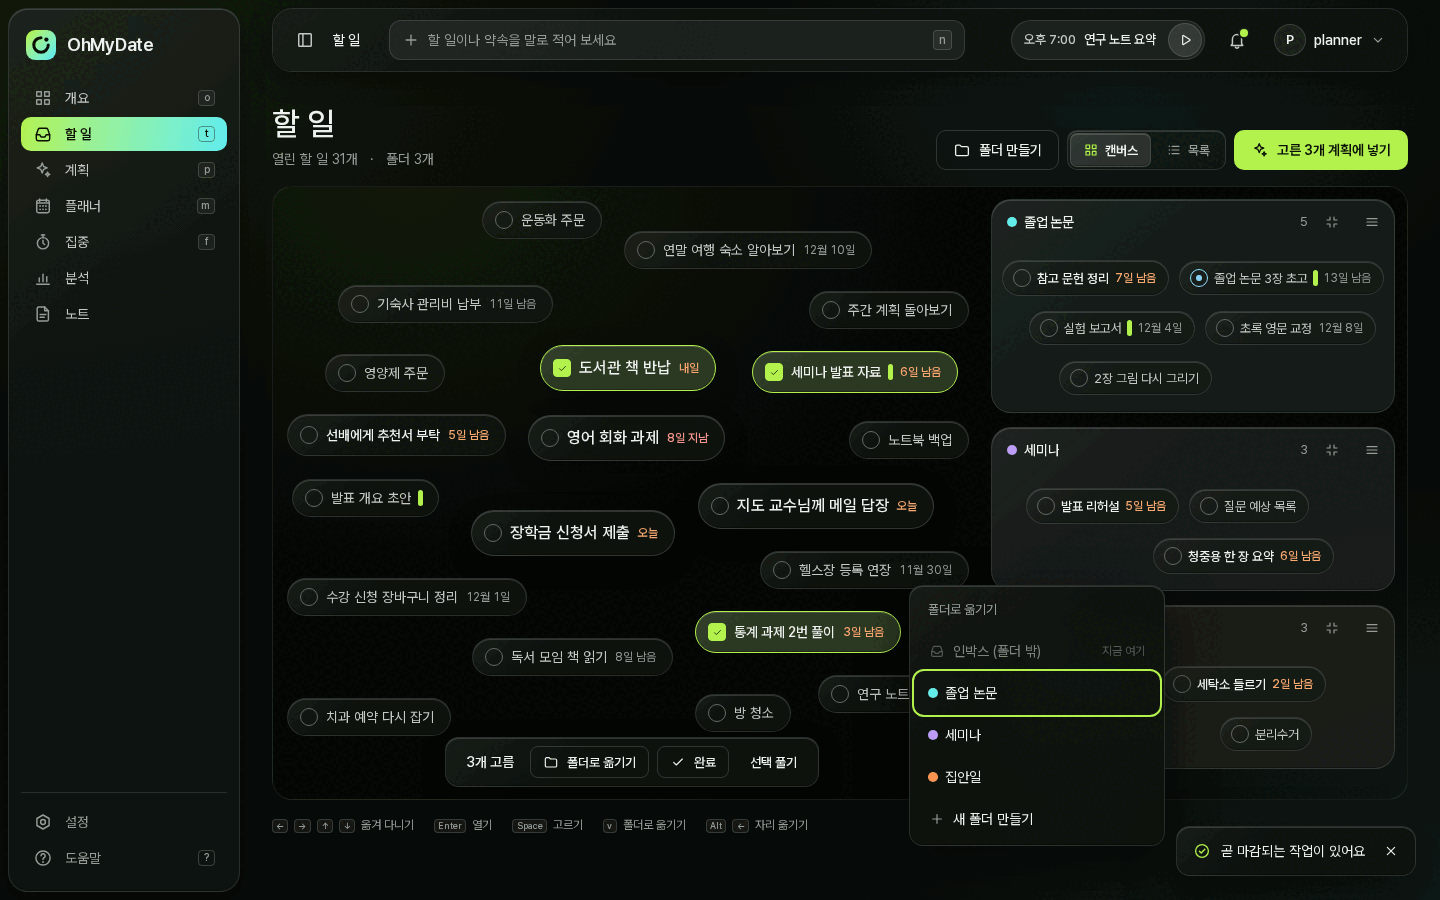 OhMyDate
개요 o
할 일 t
계획 p
플래너 m
집중 f
분석
노트
설정
도움말 ?
할 일
할 일이나 약속을 말로 적어 보세요 n
오후 7:00 연구 노트 요약
P planner
할 일
열린 할 일 31개 · 폴더 3개
폴더 만들기
캔버스
목록
고른 3개 계획에 넣기
운동화 주문
연말 여행 숙소 알아보기 12월 10일
기숙사 관리비 납부 11일 남음
주간 계획 돌아보기
영양제 주문
도서관 책 반납 내일
세미나 발표 자료 6일 남음
선배에게 추천서 부탁 5일 남음
영어 회화 과제 8일 지남
노트북 백업
발표 개요 초안
지도 교수님께 메일 답장 오늘
장학금 신청서 제출 오늘
헬스장 등록 연장 11월 30일
수강 신청 장바구니 정리 12월 1일
통계 과제 2번 풀이 3일 남음
독서 모임 책 읽기 8일 남음
연구 노트
치과 예약 다시 잡기
방 청소
3개 고름
폴더로 옮기기
완료
선택 풀기
졸업 논문 5
참고 문헌 정리 7일 남음
졸업 논문 3장 초고 13일 남음
실험 보고서 12월 4일
초록 영문 교정 12월 8일
2장 그림 다시 그리기
세미나 3
발표 리허설 5일 남음
질문 예상 목록
청중용 한 장 요약 6일 남음
3
세탁소 들르기 2일 남음
분리수거
폴더로 옮기기
인박스 (폴더 밖) 지금 여기
졸업 논문
세미나
집안일
새 폴더 만들기
← → ↑ ↓ 옮겨 다니기 Enter 열기 Space 고르기 v 폴더로 옮기기 Alt ← 자리 옮기기
곧 마감되는 작업이 있어요